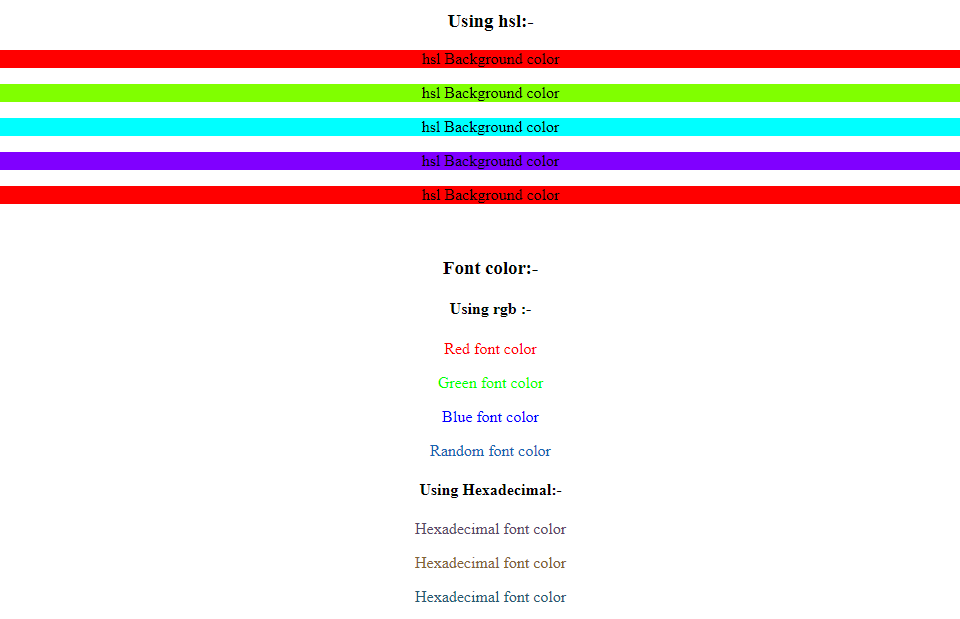 Using hsl:-
hsl Background color
hsl Background color
hsl Background color
hsl Background color
hsl Background color
Font color:-
Using rgb :-
Red font color
Green font color
Blue font color
Random font color
Using Hexadecimal:-
Hexadecimal font color
Hexadecimal font color
Hexadecimal font color